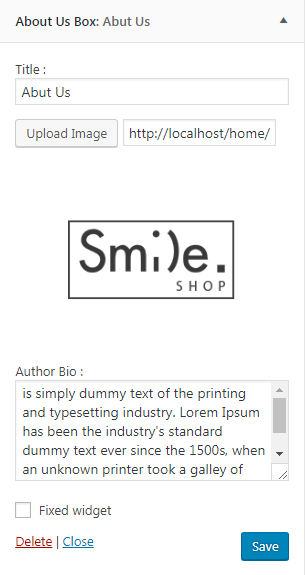 About Us Box: Abut Us
Title :
Abut Us
Upload Image http://localhost/home/
Smile.
SHOP
Author Bio :
is simply dummy text of the printing
and typesetting industry. Lorem Ipsum
has been the industry's standard
dummy text ever since the 1500s, when
an unknown printer took a galley of
Fixed widget
Delete | Close Save